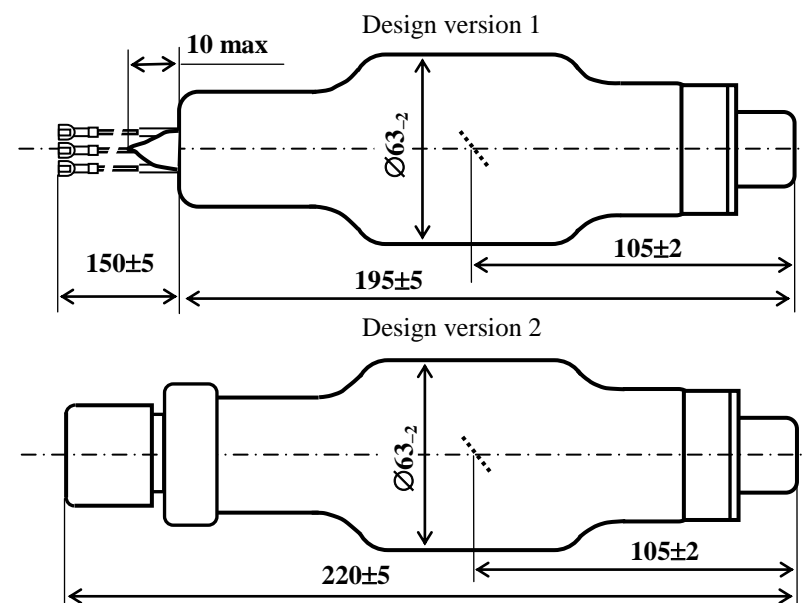 Design version 1
10 max
Ø63₋₂
105±2
150±5
195±5
Design version 2
Ø63₋₂
105±2
220±5